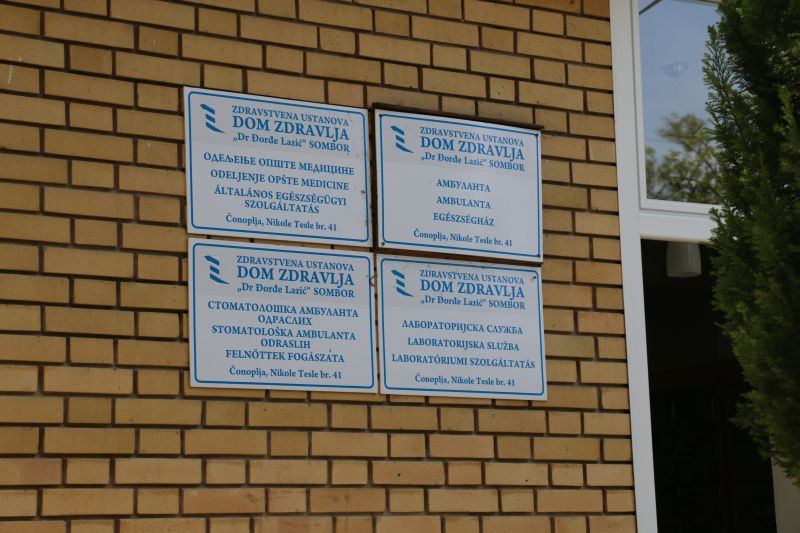 ZDRAVSTVENA USTANOVA
DOM ZDRAVLJA
„Dr Đorđe Lazić“ SOMBOR
ОДЕЉЕЊЕ ОПШТЕ МЕДИЦИНЕ
ODELJENJE OPŠTE MEDICINE
ÁLTALÁNOS EGÉSZSÉGÜGYI
SZOLGÁLTATÁS
Čonoplja, Nikole Tesle br. 41
ZDRAVSTVENA USTANOVA
DOM ZDRAVLJA
„Dr Đorđe Lazić“ SOMBOR
АМБУЛАНТА
AMBULANTA
EGÉSZSÉGHÁZ
Čonoplja, Nikole Tesle br. 41
ZDRAVSTVENA USTANOVA
DOM ZDRAVLJA
„Dr Đorđe Lazić“ SOMBOR
СТОМАТОЛОШКА АМБУЛАНТА
ОДРАСЛИХ
STOMATOLOŠKA AMBULANTA
ODRASLIH
FELNŐTTEK FOGÁSZATA
Čonoplja, Nikole Tesle br. 41
ZDRAVSTVENA USTANOVA
DOM ZDRAVLJA
„Dr Đorđe Lazić“ SOMBOR
ЛАБОРАТОРИЈСКА СЛУЖБА
LABORATORIJSKA SLUŽBA
LABORATÓRIUMI SZOLGÁLTATÁS
Čonoplja, Nikole Tesle br. 41